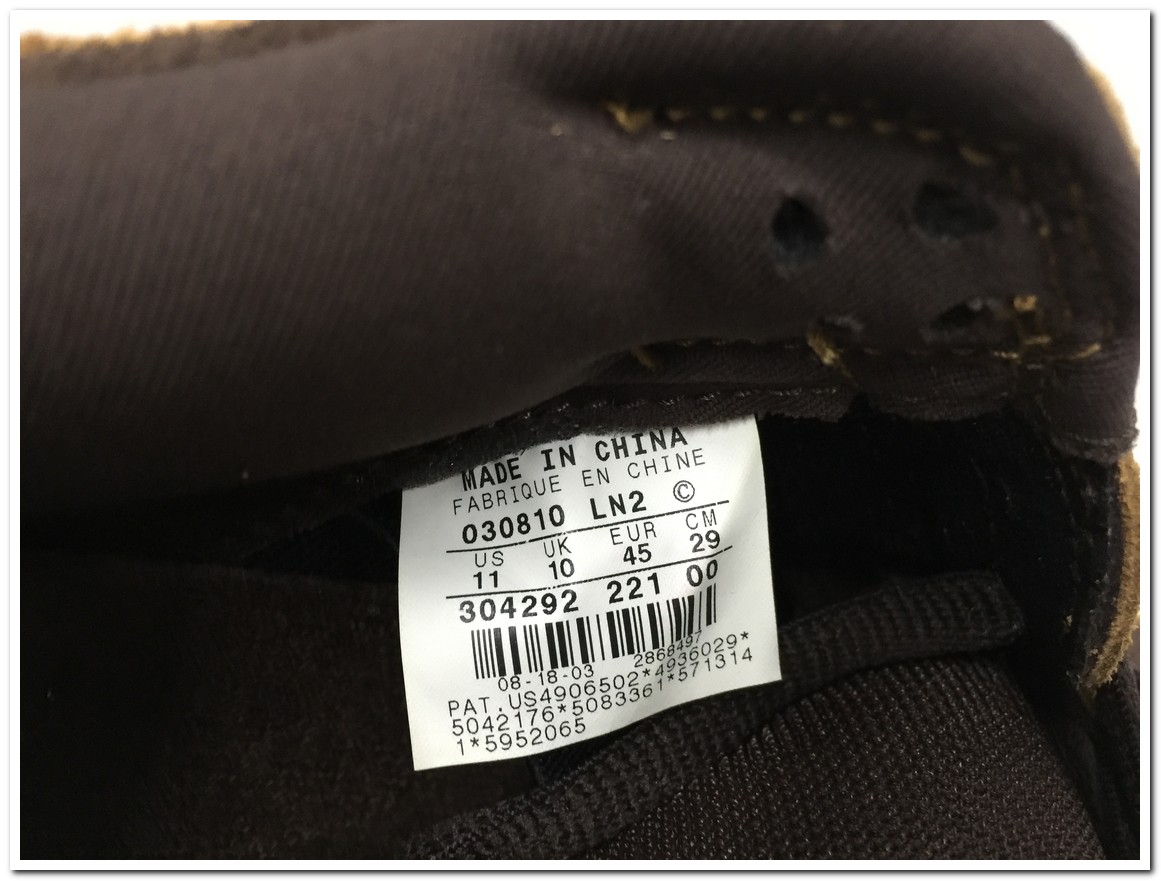 MADE IN CHINA
FABRIQUE EN CHINE
030810 LN2 ©
US UK EUR CM
11 10 45 29
304292 221 00
08-18-03 2868497
PAT.US4906502*4936029*
5042176*5083361*571314
1*5952065